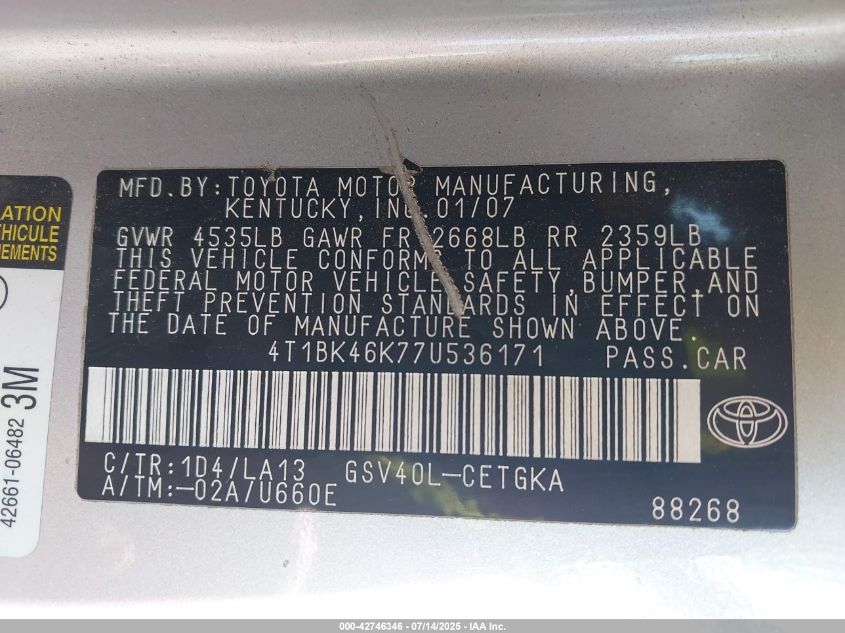 MFD.BY:TOYOTA MOTOR MANUFACTURING,
KENTUCKY, INC. 01/07
GVWR 4535LB GAWR FR 2668LB RR 2359LB
THIS VEHICLE CONFORMS TO ALL APPLICABLE
FEDERAL MOTOR VEHICLE SAFETY,BUMPER,AND
THEFT PREVENTION STANDARDS IN EFFECT ON
THE DATE OF MANUFACTURE SHOWN ABOVE.
4T1BK46K77U536171 PASS.CAR
C/TR:1D4/LA13 GSV40L-CETGKA
A/TM:-02A/U660E
88268
42661-06482 3M
000-42746346 - 07/14/2025 - IAA Inc.